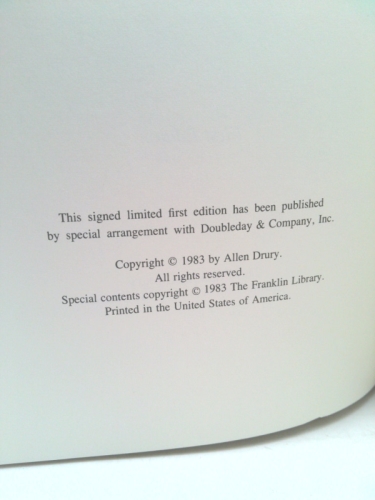 This signed limited first edition has been published
by special arrangement with Doubleday & Company, Inc.
Copyright © 1983 by Allen Drury.
All rights reserved.
Special contents copyright © 1983 The Franklin Library.
Printed in the United States of America.